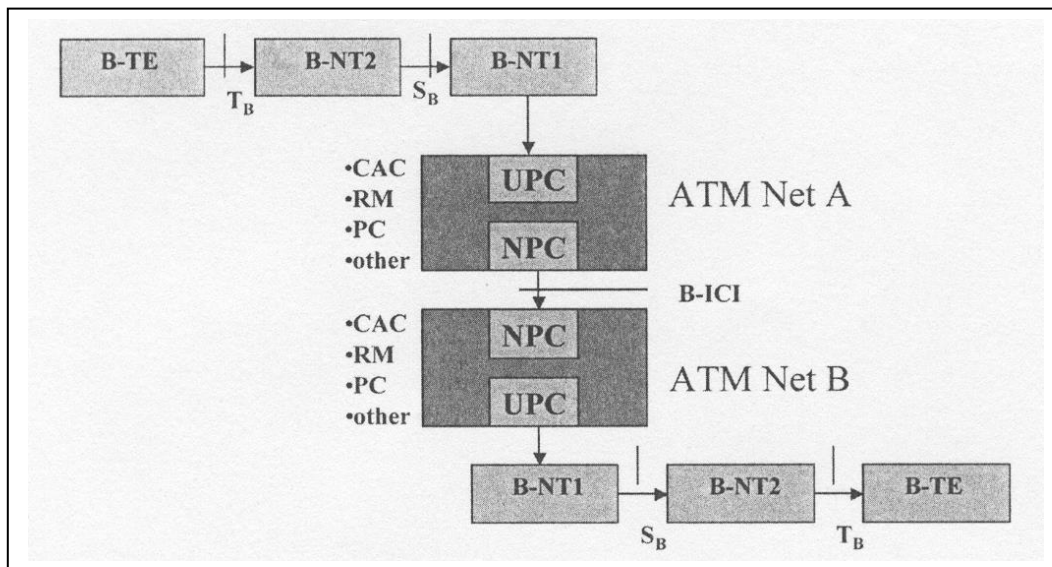 B-TE
B-NT2
B-NT1
T_B
S_B
•CAC
•RM
•PC
•other
UPC
NPC
ATM Net A
B-ICI
•CAC
•RM
•PC
•other
NPC
UPC
ATM Net B
B-NT1
B-NT2
B-TE
S_B
T_B